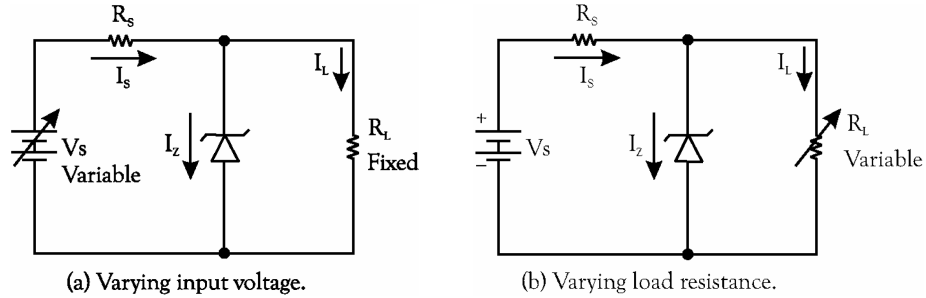 R_S
I_S
I_L
I_Z
R_L
Fixed
Vs
Variable
(a) Varying input voltage.
R_S
I_S
I_L
+
Vs
−
I_Z
R_L
Variable
(b) Varying load resistance.